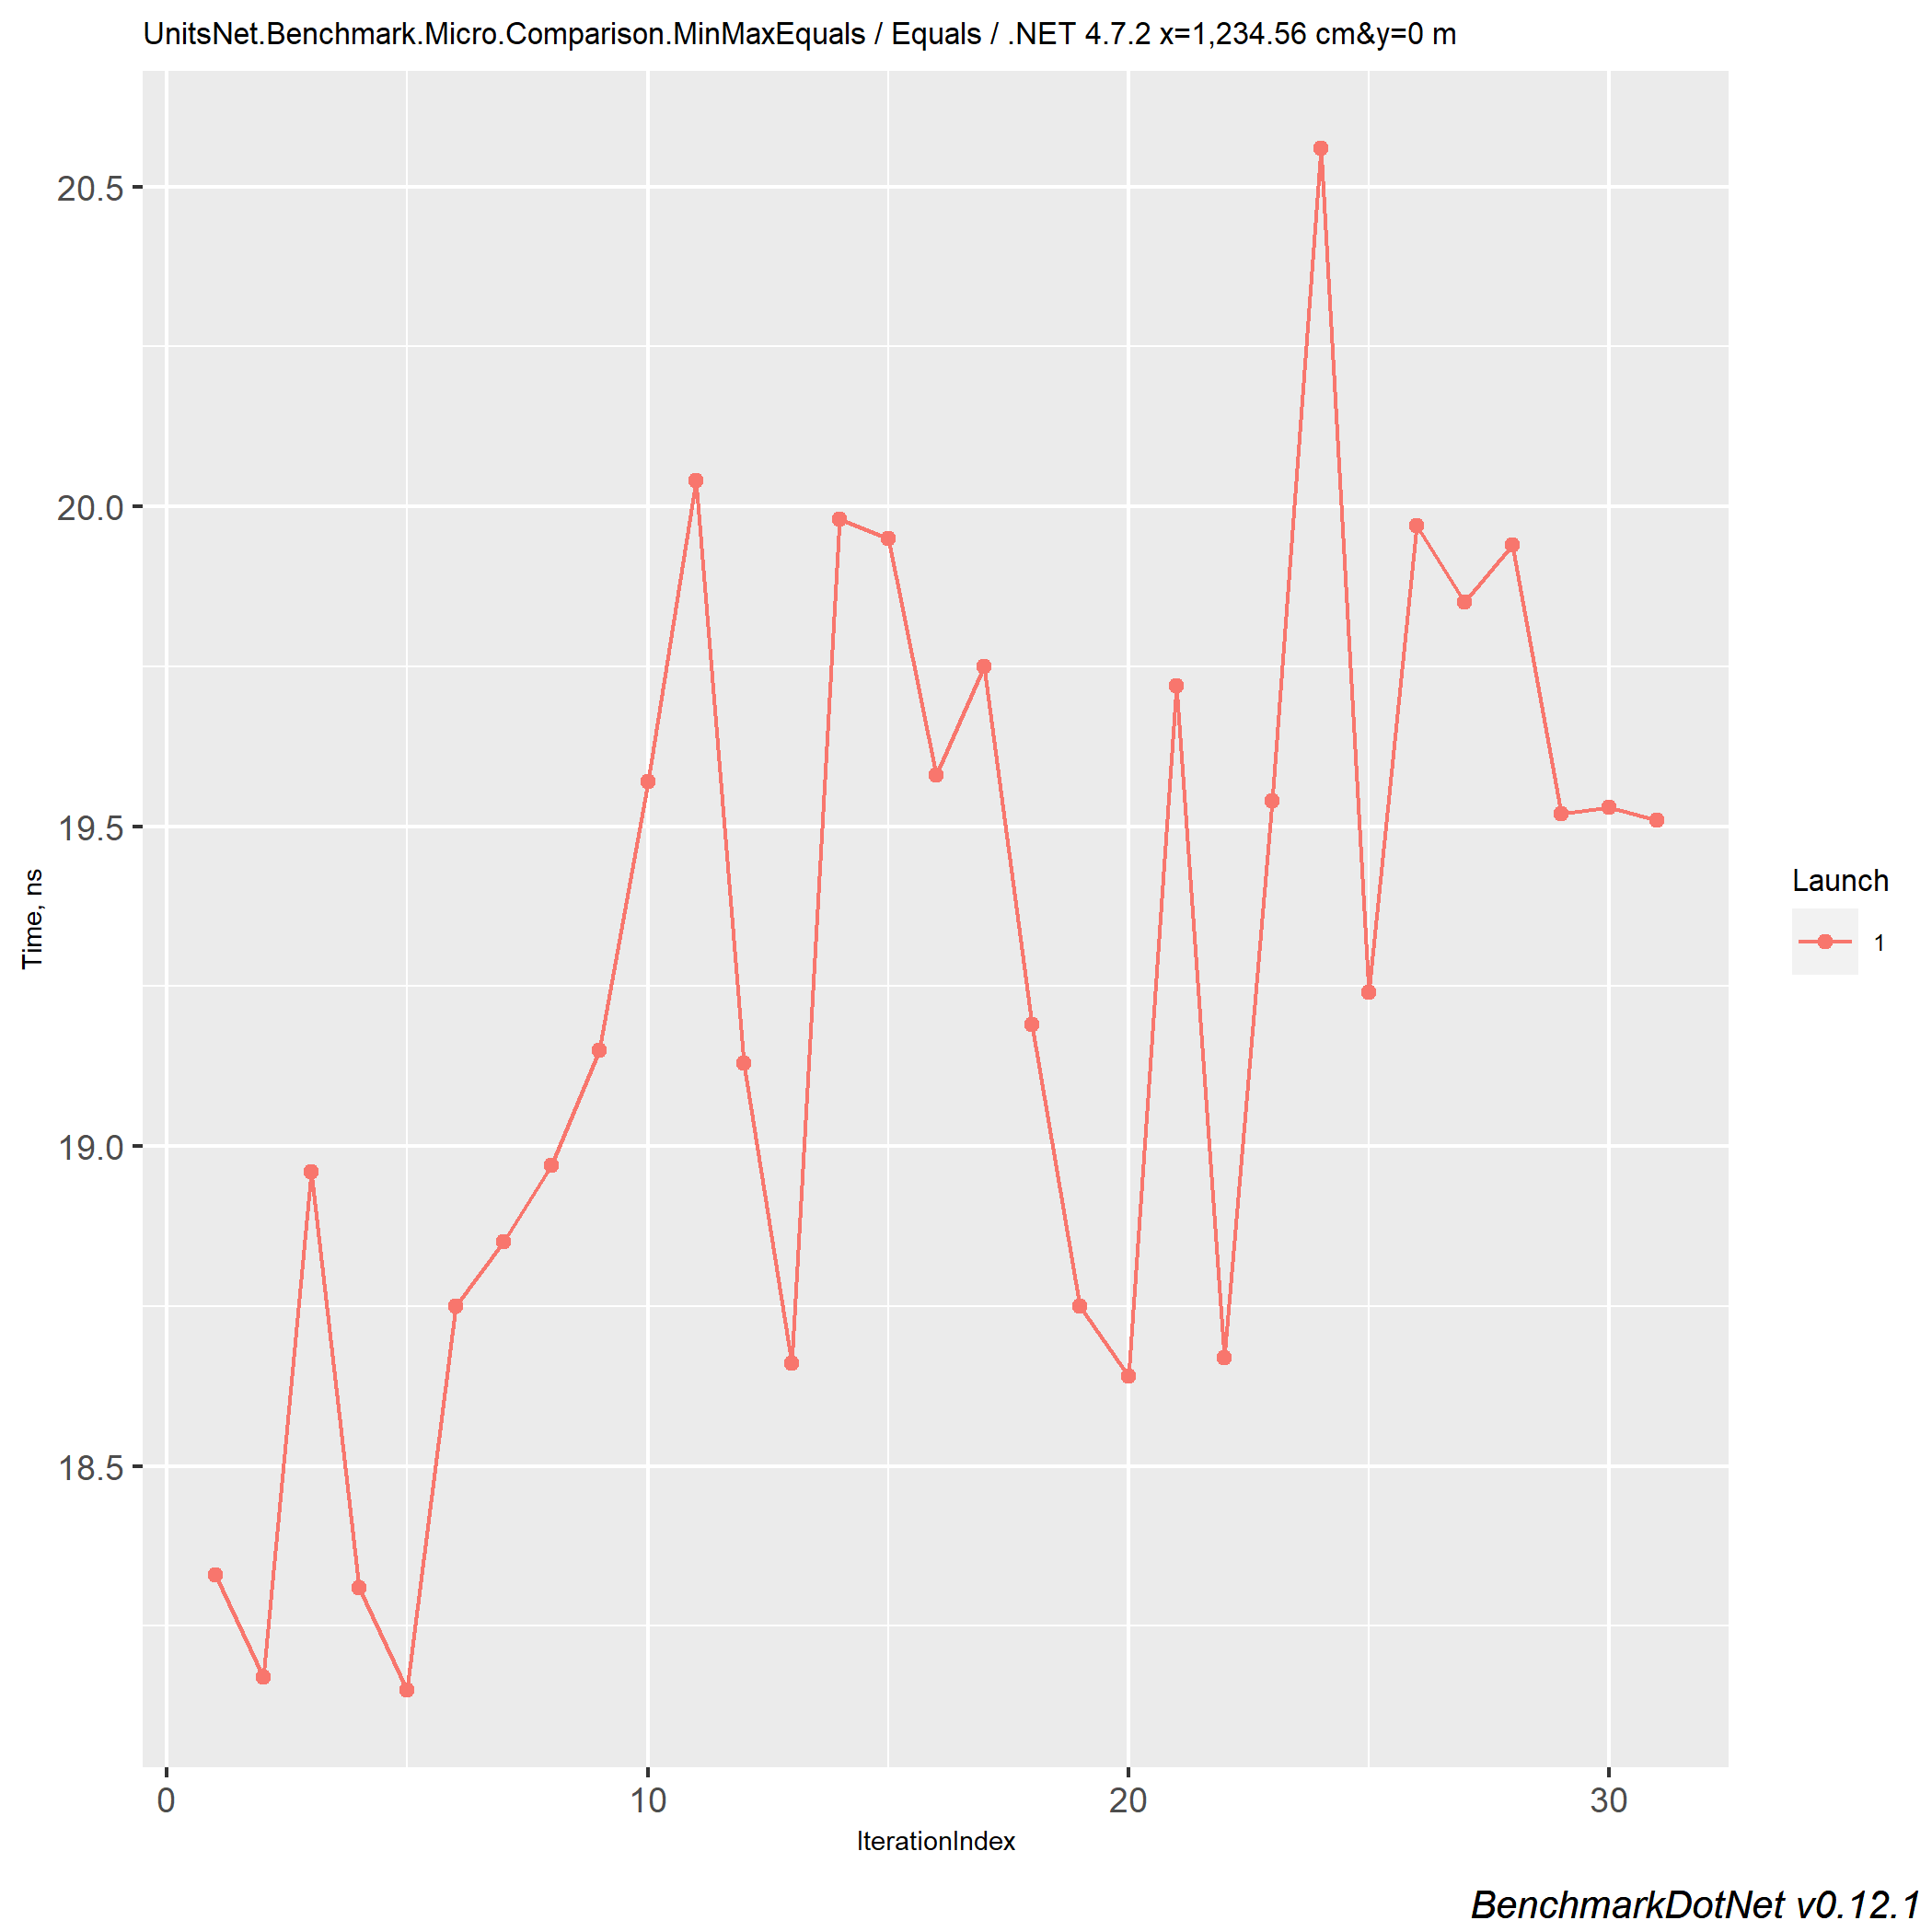 UnitsNet.Benchmark.Micro.Comparison.MinMaxEquals / Equals / .NET 4.7.2 x=1,234.56 cm&y=0 m
20.5
20.0
19.5
19.0
18.5
Time, ns
0 10 20 30
IterationIndex
Launch
1
BenchmarkDotNet v0.12.1